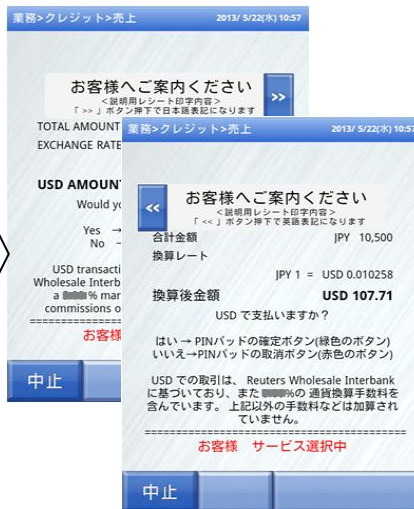 業務>クレジット>売上 2013/ 5/22(水) 10:57
お客様へご案内ください
<説明用レシート印字内容>
「 >> 」ボタン押下で日本語表記になります
>>
TOTAL AMOUNT
EXCHANGE RATE
USD AMOUN
Would yo
Yes →
No
USD transacti
Wholesale Interb
a % mar
commissions o
==========
お客様
中止
業務>クレジット>売上 2013/ 5/22(水) 10:57
<<
お客様へご案内ください
<説明用レシート印字内容>
「 << 」ボタン押下で英語表記になります
合計金額 JPY 10,500
換算レート
JPY 1 = USD 0.010258
換算後金額 USD 107.71
USD で支払いますか？
はい → PINパッドの確定ボタン(緑色のボタン)
いいえ→PINパッドの取消ボタン(赤色のボタン)
USD での取引は、 Reuters Wholesale Interbank
に基づいており、また %の 通貨換算手数料を
含んでいます。 上記以外の手数料などは加算され
ていません。
========================================
お客様　サービス選択中
中止